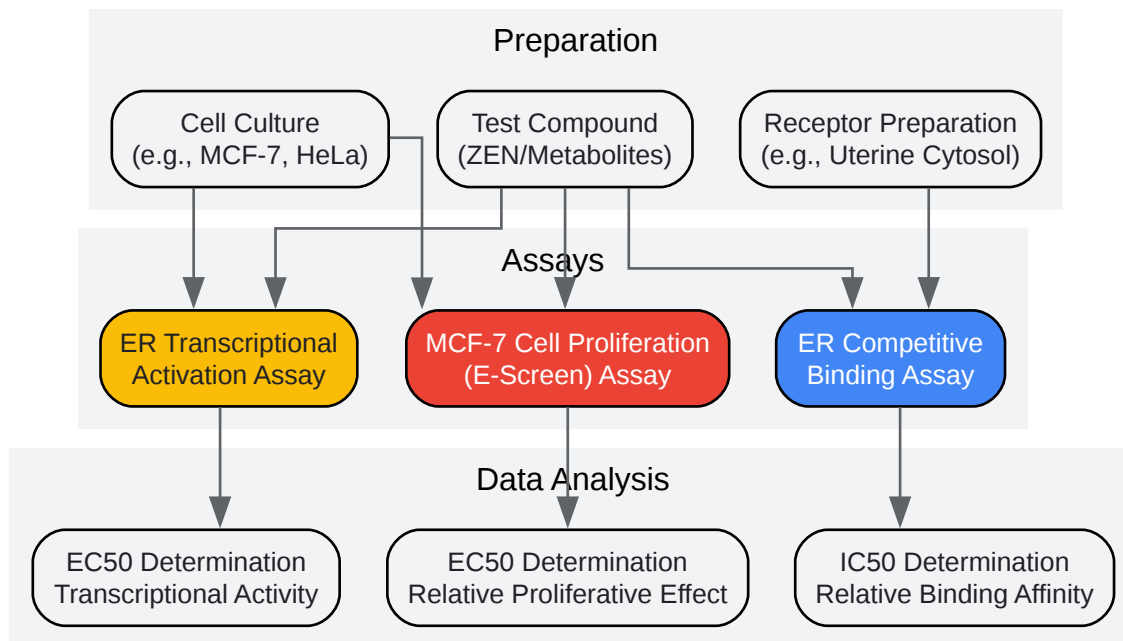 Preparation
Cell Culture
(e.g., MCF-7, HeLa)
Test Compound
(ZEN/Metabolites)
Receptor Preparation
(e.g., Uterine Cytosol)
Assays
ER Transcriptional
Activation Assay
MCF-7 Cell Proliferation
(E-Screen) Assay
ER Competitive
Binding Assay
Data Analysis
EC50 Determination
Transcriptional Activity
EC50 Determination
Relative Proliferative Effect
IC50 Determination
Relative Binding Affinity